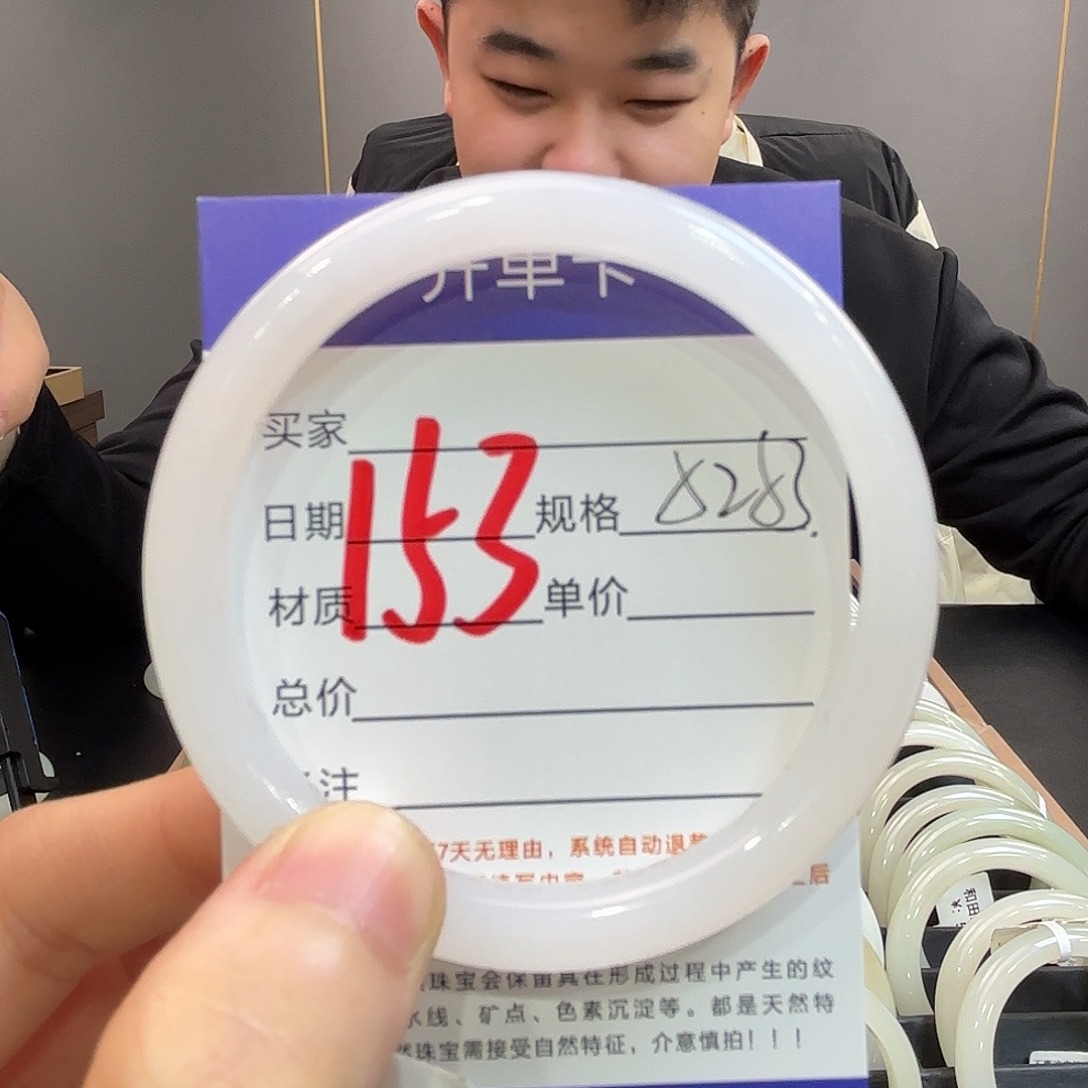 开单卡
买家
153
日期 规格 8283.
材质 单价
总价
注
7天无理由，系统自动退款
后
珠宝会保留其在形成过程中产生的纹
水线、矿点、色素沉淀等。都是天然特
然珠宝需接受自然特征，介意慎拍！！！